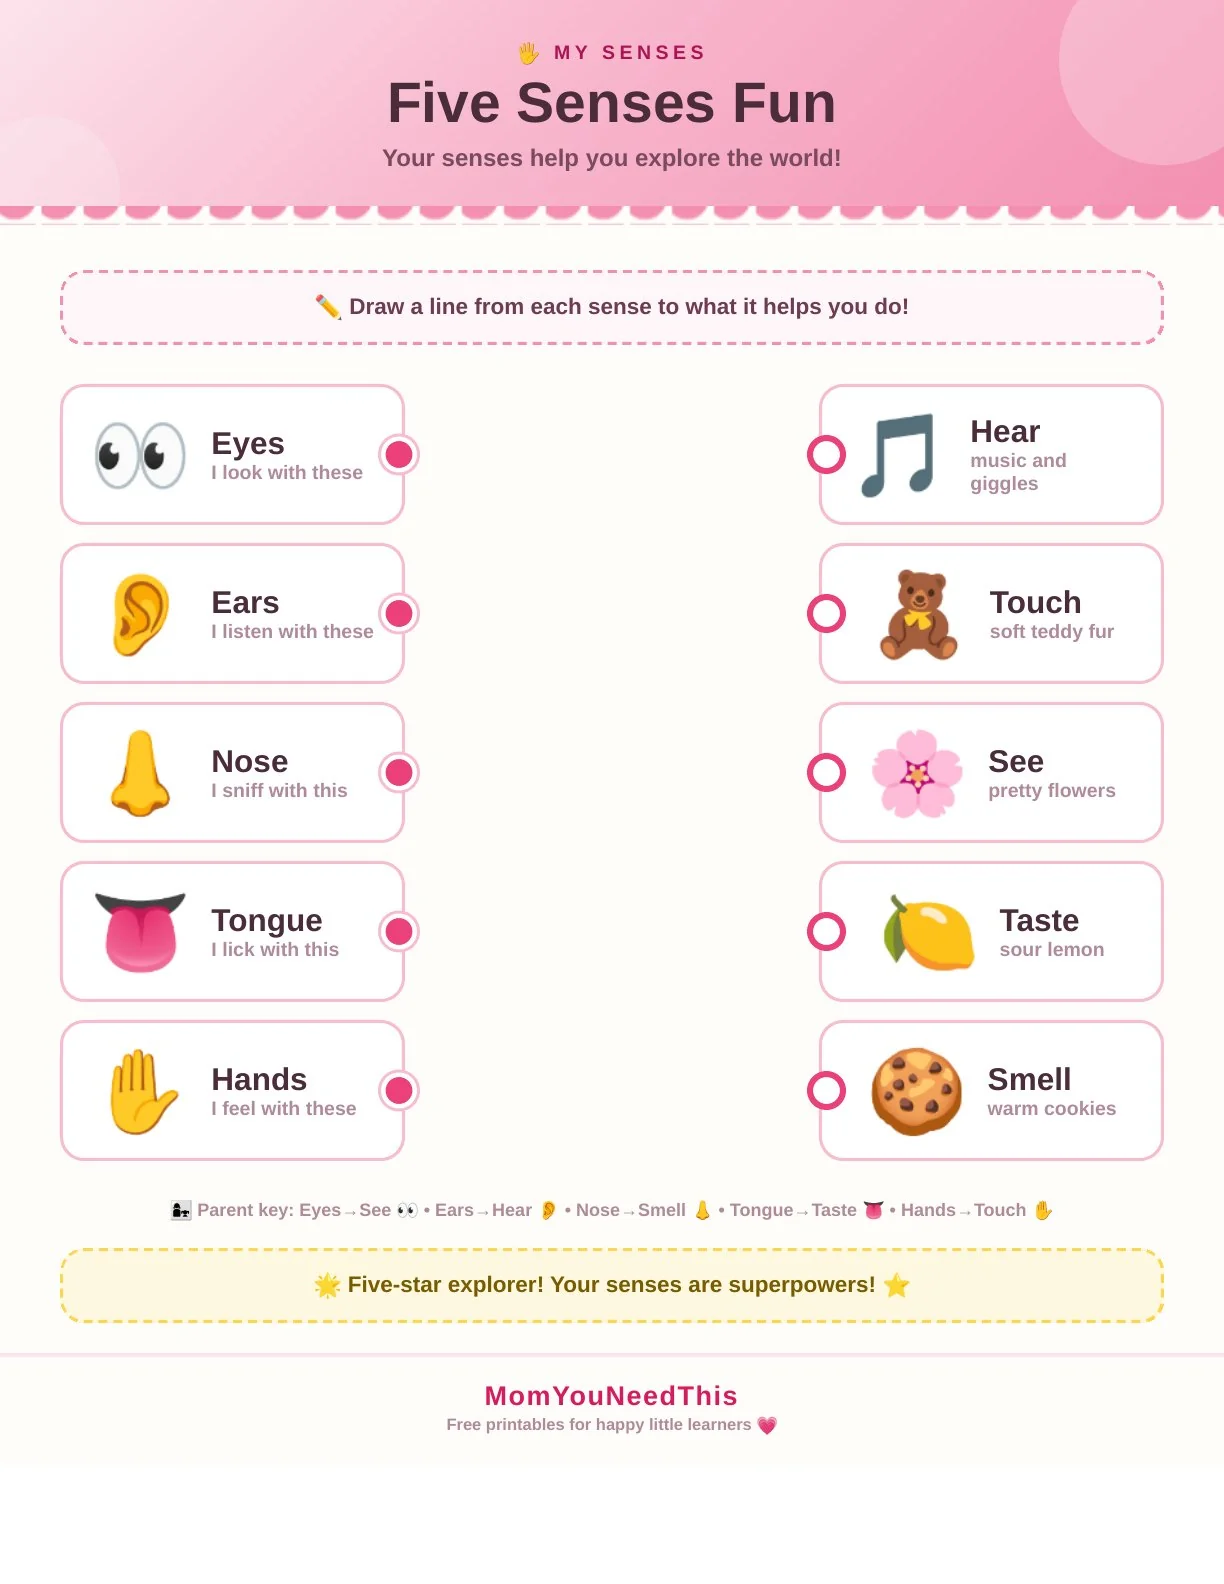 🖐 MY SENSES
Five Senses Fun
Your senses help you explore the world!
✏️ Draw a line from each sense to what it helps you do!
Eyes
I look with these
Hear
music and
giggles
Ears
I listen with these
Touch
soft teddy fur
Nose
I sniff with this
See
pretty flowers
Tongue
I lick with this
Taste
sour lemon
Hands
I feel with these
Smell
warm cookies
👩‍👧 Parent key: Eyes→See 👀 • Ears→Hear 👂 • Nose→Smell 👃 • Tongue→Taste 👅 • Hands→Touch ✋
🌟 Five-star explorer! Your senses are superpowers! ⭐
MomYouNeedThis
Free printables for happy little learners 💗